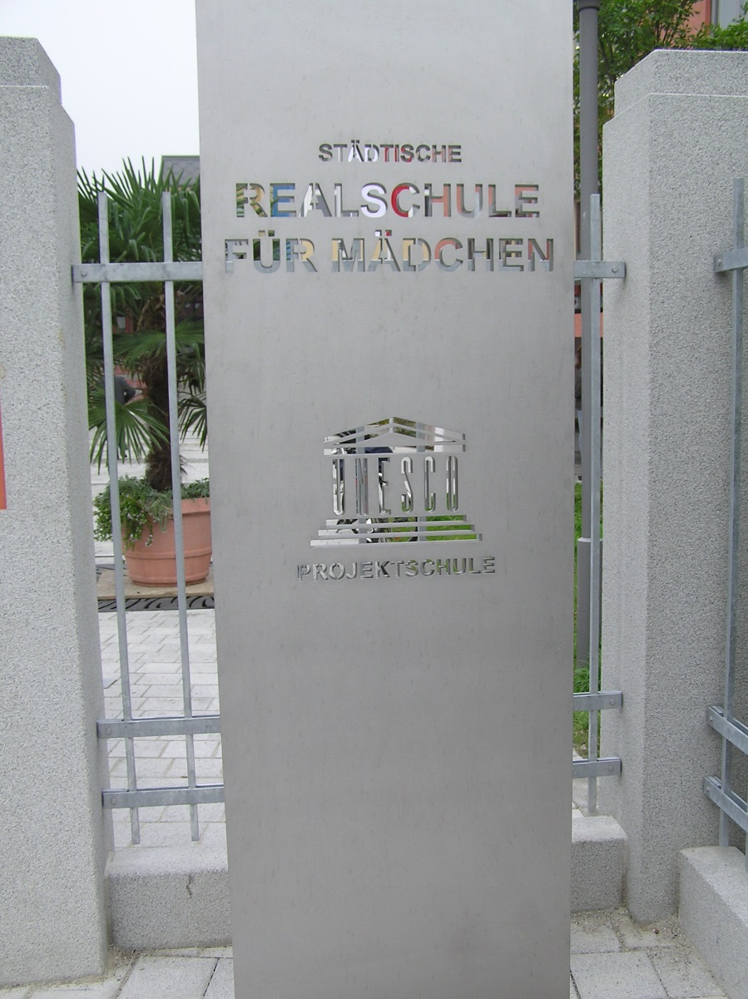 STÄDTISCHE
REALSCHULE
FÜR MÄDCHEN
UNESCO
PROJEKTSCHULE